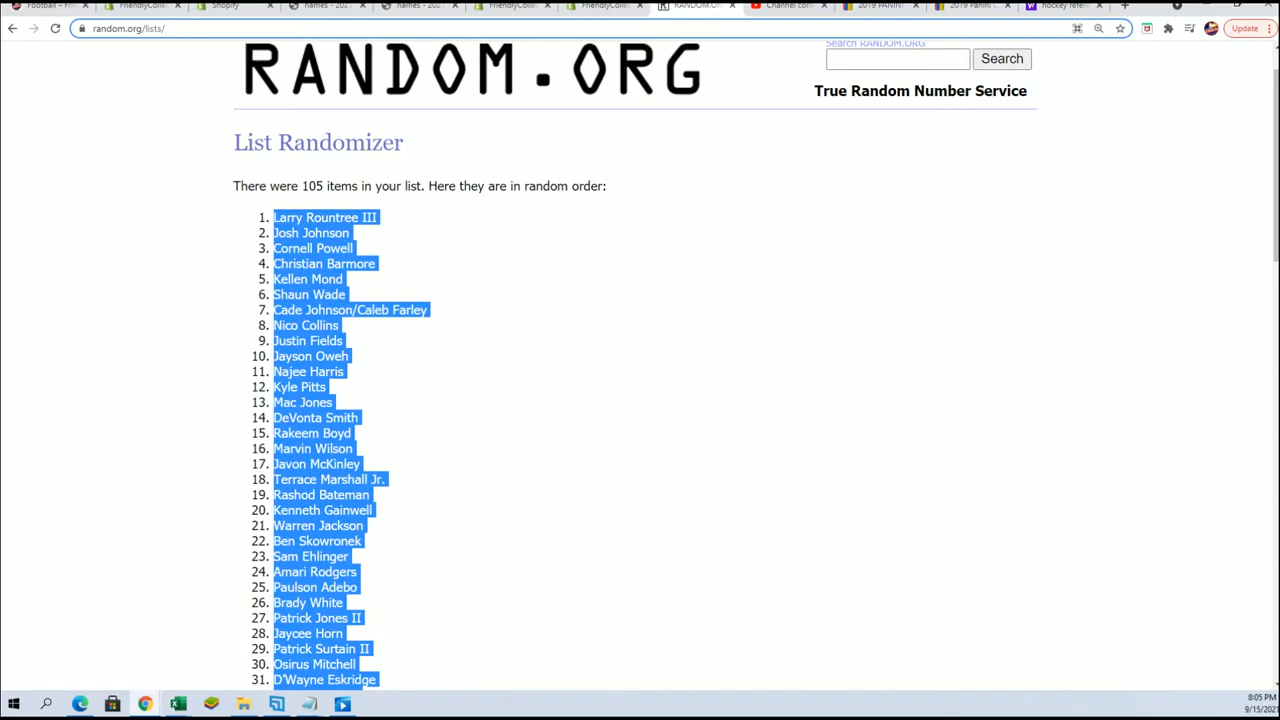 Football – Fri
FriendlyColle
Shopify
names - 202
names - 202
FriendlyColle
FriendlyColle
RANDOM.OR
Channel con
2019 PANINI
2019 Panini C
hockey refere
random.org/lists/
Update
RANDOM.ORG
Search RANDOM.ORG
Search
True Random Number Service
List Randomizer
There were 105 items in your list. Here they are in random order:
1. Larry Rountree III
2. Josh Johnson
3. Cornell Powell
4. Christian Barmore
5. Kellen Mond
6. Shaun Wade
7. Cade Johnson/Caleb Farley
8. Nico Collins
9. Justin Fields
10. Jayson Oweh
11. Najee Harris
12. Kyle Pitts
13. Mac Jones
14. DeVonta Smith
15. Rakeem Boyd
16. Marvin Wilson
17. Javon McKinley
18. Terrace Marshall Jr.
19. Rashod Bateman
20. Kenneth Gainwell
21. Warren Jackson
22. Ben Skowronek
23. Sam Ehlinger
24. Amari Rodgers
25. Paulson Adebo
26. Brady White
27. Patrick Jones II
28. Jaycee Horn
29. Patrick Surtain II
30. Osirus Mitchell
31. D'Wayne Eskridge
8:05 PM
9/15/2021